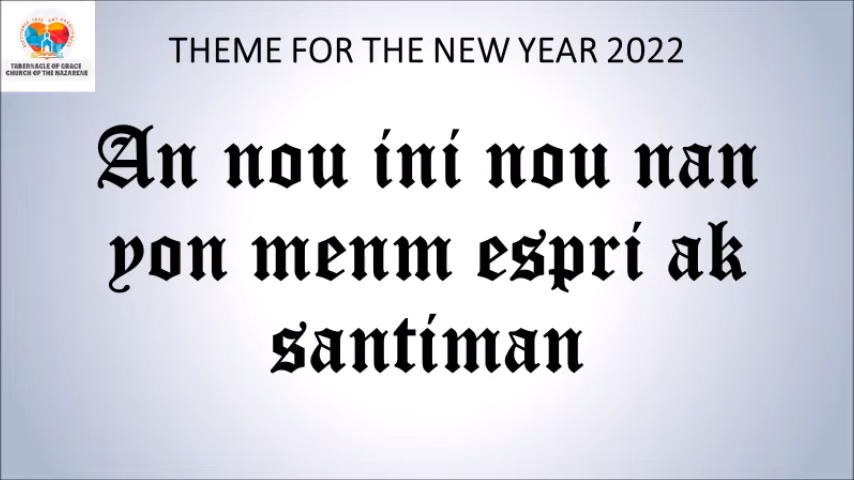 TABERNACLE OF GRACE
CHURCH OF THE NAZARENE
THEME FOR THE NEW YEAR 2022
An nou ini nou nan
yon menm espri ak
santiman